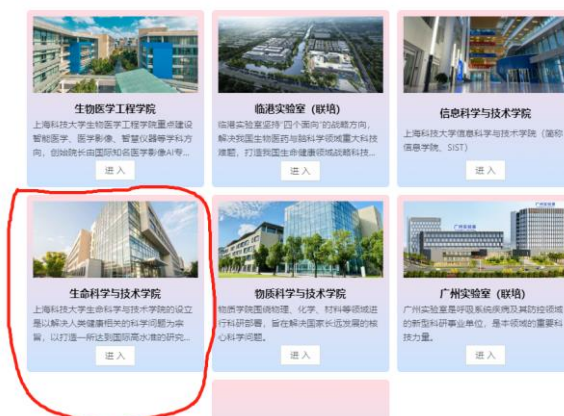 生物医学工程学院
上海科技大学生物医学工程学院重点建设
智能医学、医学影像、智慧仪器等学科方
向，创始院长由国际知名医学影像AI专...
进入
临港实验室（联培）
临港实验室坚持“四个面向”的战略方向，
解决我国生物医药与脑科学领域重大科技
难题，打造我国生命健康领域战略科技...
进入
信息科学与技术学院
上海科技大学信息科学与技术学院（简称
信息学院、SIST）
进入
生命科学与技术学院
上海科技大学生命科学与技术学院的设立
是以解决人类健康相关的科学问题为宗
旨，以打造一所达到国际高水准的研究...
进入
物质科学与技术学院
物质学院围绕物理、化学、材料等领域进
行科研部署，旨在解决国家长远发展的核
心科学问题。
进入
广州实验室
广州实验室（联培）
广州实验室是呼吸系统疾病及其防控领域
的新型科研事业单位，是本领域的重要科
技力量。
进入